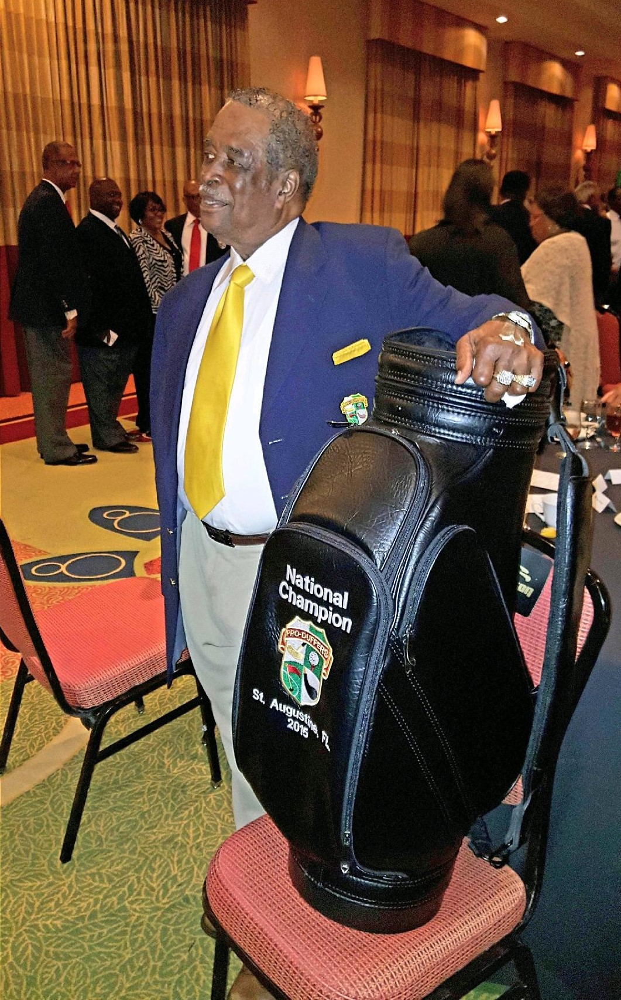 National
Champion
PRO-DUFFERS
St. Augustine, FL
2015